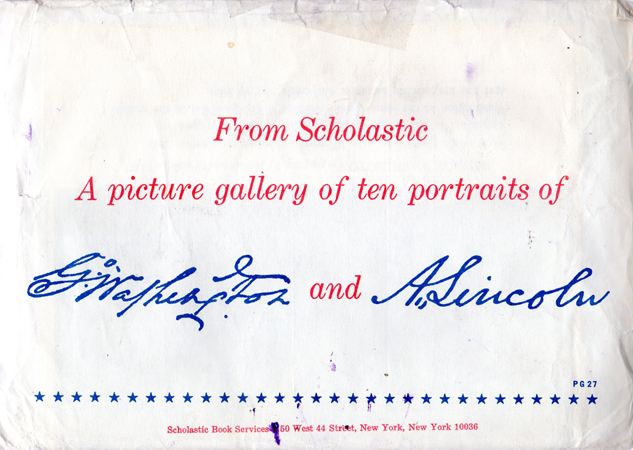 From Scholastic
A picture gallery of ten portraits of
G. Washington and A. Lincoln
PG 27
Scholastic Book Services 50 West 44 Street, New York, New York 10036